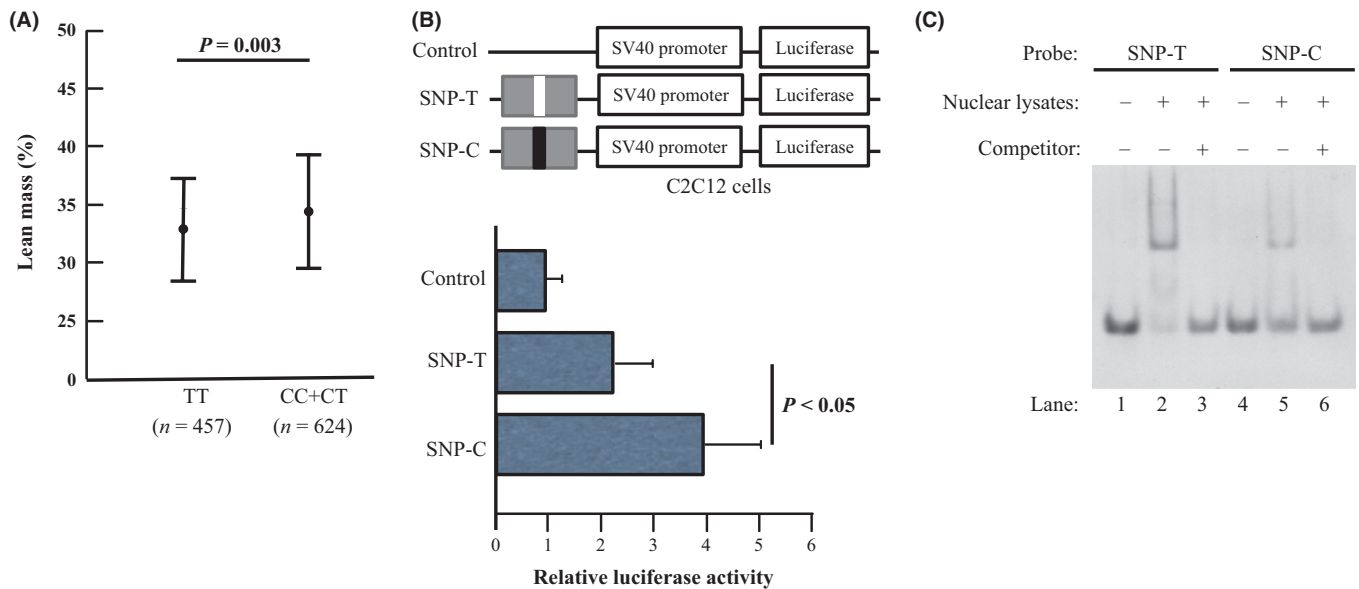 (A)
50
45
40
35
30
25
0
Lean mass (%)
P = 0.003
TT
(n = 457)
CC+CT
(n = 624)
(B)
Control
SV40 promoter
Luciferase
SNP-T
SV40 promoter
Luciferase
SNP-C
SV40 promoter
Luciferase
C2C12 cells
Control
SNP-T
SNP-C
P < 0.05
0 1 2 3 4 5 6
Relative luciferase activity
(C)
Probe: SNP-T SNP-C
Nuclear lysates: – + + – + +
Competitor: – – + – – +
Lane: 1 2 3 4 5 6